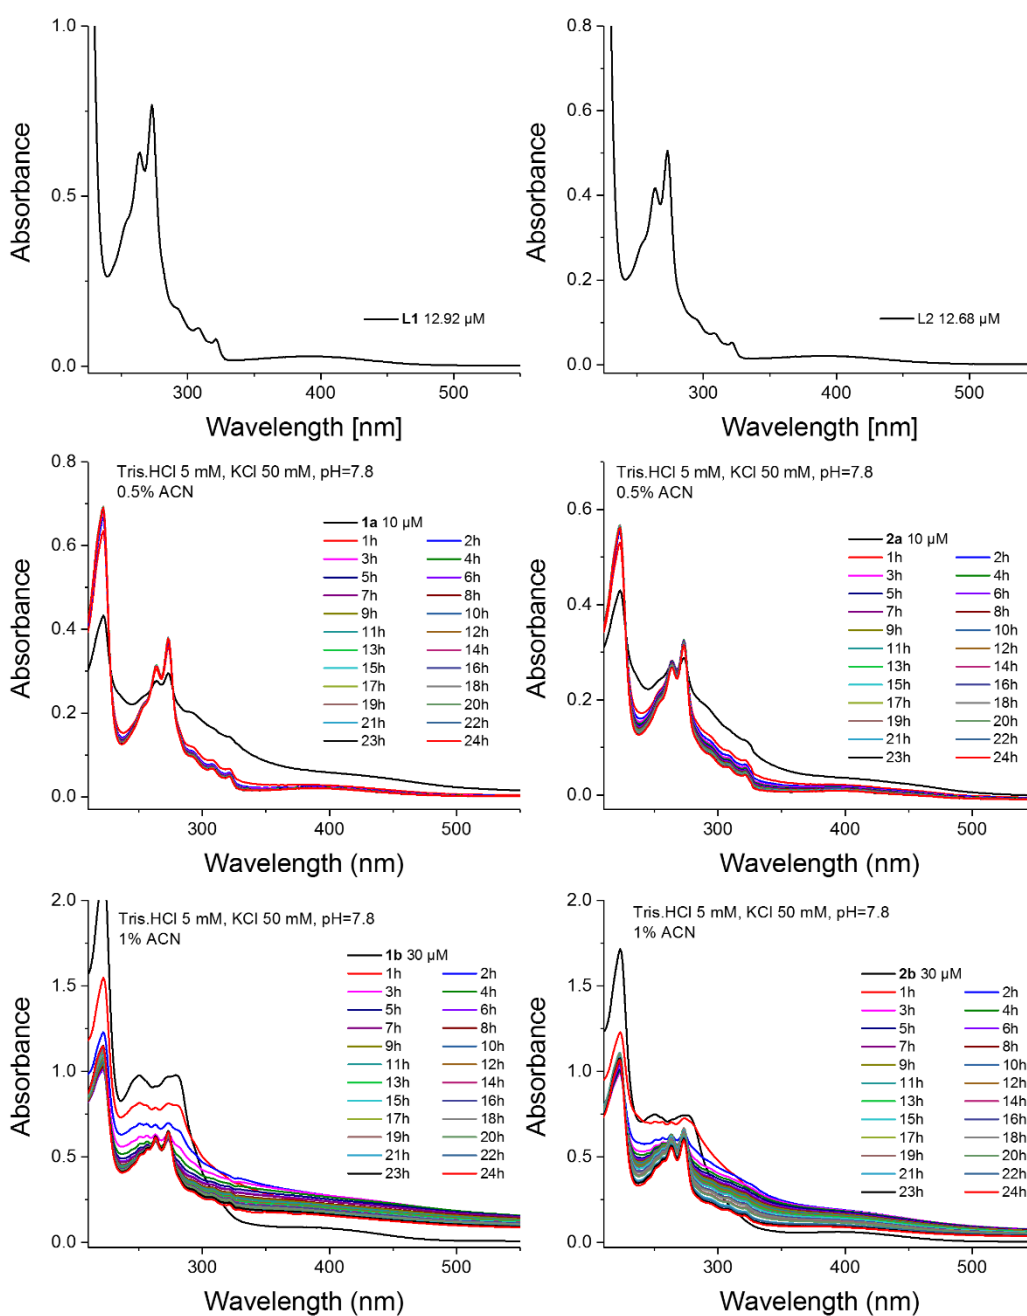 1.0
0.5
0.0
Absorbance
300
400
500
Wavelength [nm]
L1 12.92 µM
0.8
0.6
0.4
0.2
0.0
Absorbance
300
400
500
Wavelength [nm]
L2 12.68 µM
0.8
0.6
0.4
0.2
0.0
Absorbance
300
400
500
Wavelength (nm)
Tris.HCl 5 mM, KCl 50 mM, pH=7.8
0.5% ACN
1a 10 µM
1h 2h
3h 4h
5h 6h
7h 8h
9h 10h
11h 12h
13h 14h
15h 16h
17h 18h
19h 20h
21h 22h
23h 24h
0.6
0.4
0.2
0.0
Absorbance
300
400
500
Wavelength (nm)
Tris.HCl 5 mM, KCl 50 mM, pH=7.8
0.5% ACN
2a 10 µM
1h 2h
3h 4h
5h 6h
7h 8h
9h 10h
11h 12h
13h 14h
15h 16h
17h 18h
19h 20h
21h 22h
23h 24h
2.0
1.5
1.0
0.5
0.0
Absorbance
300
400
500
Wavelength (nm)
Tris.HCl 5 mM, KCl 50 mM, pH=7.8
1% ACN
1b 30 µM
1h 2h
3h 4h
5h 6h
7h 8h
9h 10h
11h 12h
13h 14h
15h 16h
17h 18h
19h 20h
21h 22h
23h 24h
2.0
1.5
1.0
0.5
0.0
Absorbance
300
400
500
Wavelength (nm)
Tris.HCl 5 mM, KCl 50 mM, pH=7.8
1% ACN
2b 30 µM
1h 2h
3h 4h
5h 6h
7h 8h
9h 10h
11h 12h
13h 14h
15h 16h
17h 18h
19h 20h
21h 22h
23h 24h